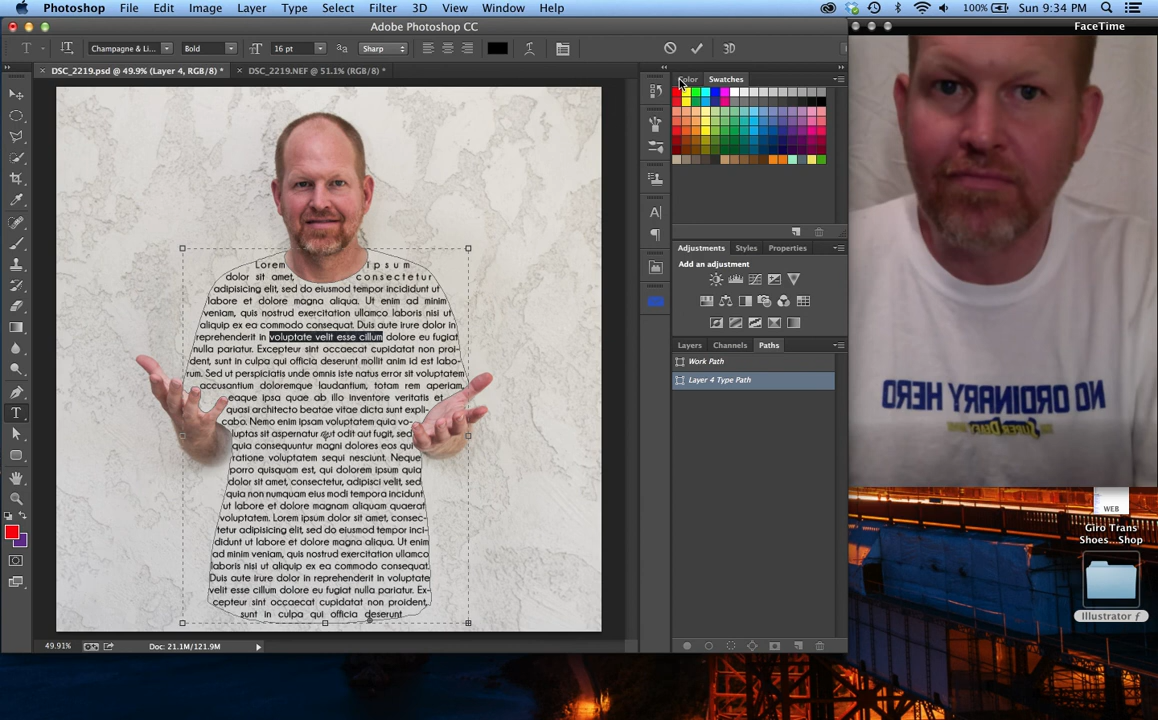 Photoshop File Edit Image Layer Type Select Filter 3D View Window Help
100% Sun 9:34 PM
Adobe Photoshop CC
FaceTime
T Champagne & Li... Bold 16 pt Sharp 3D
DSC_2219.psd @ 49.9% (Layer 4, RGB/8) * DSC_2219.NEF @ 51.1% (RGB/8) *
Color Swatches
Lorem ipsum
dolor sit amet, consectetur
adipisicing elit, sed do eiusmod tempor incididunt ut
labore et dolore magna aliqua. Ut enim ad minim
veniam, quis nostrud exercitation ullamco laboris nisi ut
aliquip ex ea commodo consequat. Duis aute irure dolor in
reprehenderit in voluptate velit esse cillum dolore eu fugiat
nulla pariatur. Excepteur sint occaecat cupidatat non proi-
dent, sunt in culpa qui officia deserunt mollit anim id est labo-
rum. Sed ut perspiciatis unde omnis iste natus error sit voluptatem
accusantium doloremque laudantium, totam rem aperiam,
eaque ipsa quae ab illo inventore veritatis et
quasi architecto beatae vitae dicta sunt expli-
cabo. Nemo enim ipsam voluptatem quia vo-
luptas sit aspernatur aut odit aut fugit, sed
quia consequuntur magni dolores eos qui
ratione voluptatem sequi nesciunt. Neque
porro quisquam est, qui dolorem ipsum quia
dolor sit amet, consectetur, adipisci velit, sed
quia non numquam eius modi tempora incidunt
ut labore et dolore magnam aliquam quaerat
voluptatem. Lorem ipsum dolor sit amet, consec-
tetur adipisicing elit, sed do eiusmod tempor incididunt
ut labore et dolore magna aliqua. Ut enim
ad minim veniam, quis nostrud exercitation ullamco
laboris nisi ut aliquip ex ea commodo consequat.
Duis aute irure dolor in reprehenderit in voluptate
velit esse cillum dolore eu fugiat nulla pariatur. Ex-
cepteur sint occaecat cupidatat non proident,
sunt in culpa qui officia deserunt
Adjustments Styles Properties
Add an adjustment
Layers Channels Paths
Work Path
Layer 4 Type Path
49.91% Doc: 21.1M/121.9M
NO ORDINARY HERO
WEB
Giro Trans
Shoes...Shop
Illustrator ƒ